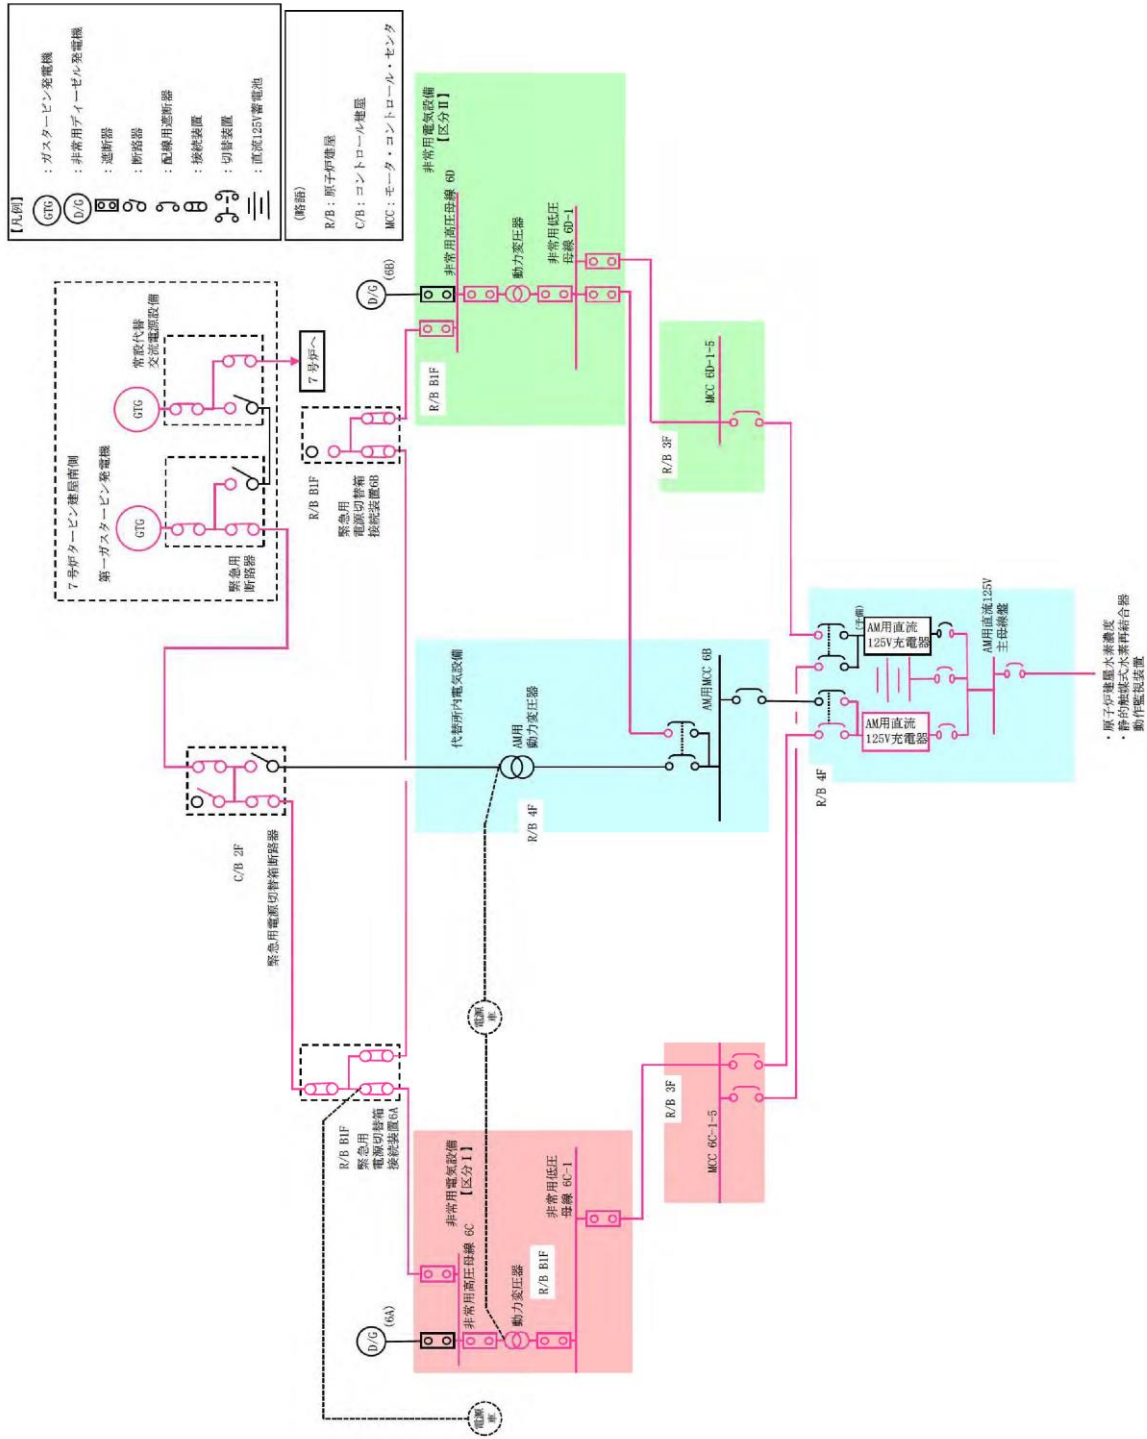 【凡例】
GTG
：ガスタービン発電機
D/G
：非常用ディーゼル発電機
：遮断器
：断路器
：配線用遮断器
：接続装置
：切替装置
：直流125V蓄電池
(略語)
R/B：原子炉建屋
C/B：コントロール建屋
MCC：モータ・コントロール・センタ
7号炉タービン建屋南側
第一ガスタービン発電機
常設代替
交流電源設備
GTG
GTG
緊急用
断路器
7号炉へ
C/B 2F
緊急用電源切替箱断路器
R/B B1F
緊急用
電源切替箱
接続装置6A
R/B B1F
緊急用
電源切替箱
接続装置6B
電源
車
電源
車
D/G
(6A)
非常用電気設備
【区分Ⅰ】
非常用高圧母線 6C
動力変圧器
R/B B1F
非常用低圧
母線 6C-1
代替所内電気設備
AM用
動力変圧器
R/B 4F
AM用MCC 6B
D/G
(6B)
非常用電気設備
【区分Ⅱ】
非常用高圧母線 6D
動力変圧器
R/B B1F
非常用低圧
母線 6D-1
R/B 3F
MCC 6C-1-5
R/B 3F
MCC 6D-1-5
R/B 4F
AM用直流
125V充電器
(予備)
AM用直流
125V充電器
AM用直流125V
主母線盤
・原子炉建屋水素濃度
・静的触媒式水素再結合器
動作監視装置